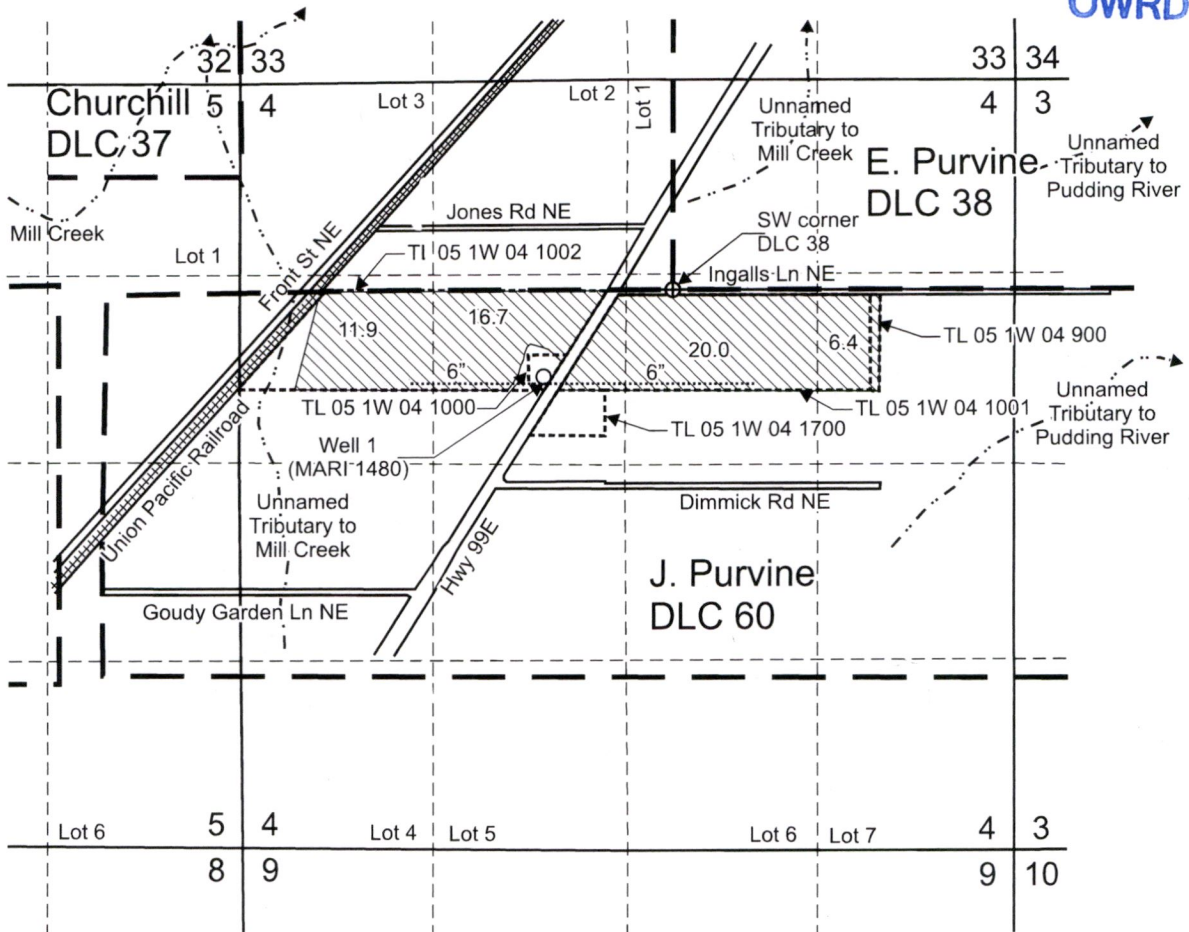 OWRD
32 33
33 34
Churchill
DLC 37
5 4
Lot 3
Lot 2
Lot 1
4 3
Unnamed
Tributary to
Mill Creek
E. Purvine
DLC 38
Unnamed
Tributary to
Pudding River
Mill Creek
Jones Rd NE
SW corner
DLC 38
Lot 1
Front St NE
TL 05 1W 04 1002
Ingalls Ln NE
11.9
16.7
20.0
6.4
TL 05 1W 04 900
6"
6"
TL 05 1W 04 1000
TL 05 1W 04 1001
TL 05 1W 04 1700
Unnamed
Tributary to
Pudding River
Well 1
(MARI 1480)
Union Pacific Railroad
Unnamed
Tributary to
Mill Creek
Dimmick Rd NE
Hwy 99E
Goudy Garden Ln NE
J. Purvine
DLC 60
Lot 6
5 4
Lot 4
Lot 5
Lot 6
Lot 7
4 3
8 9
9 10